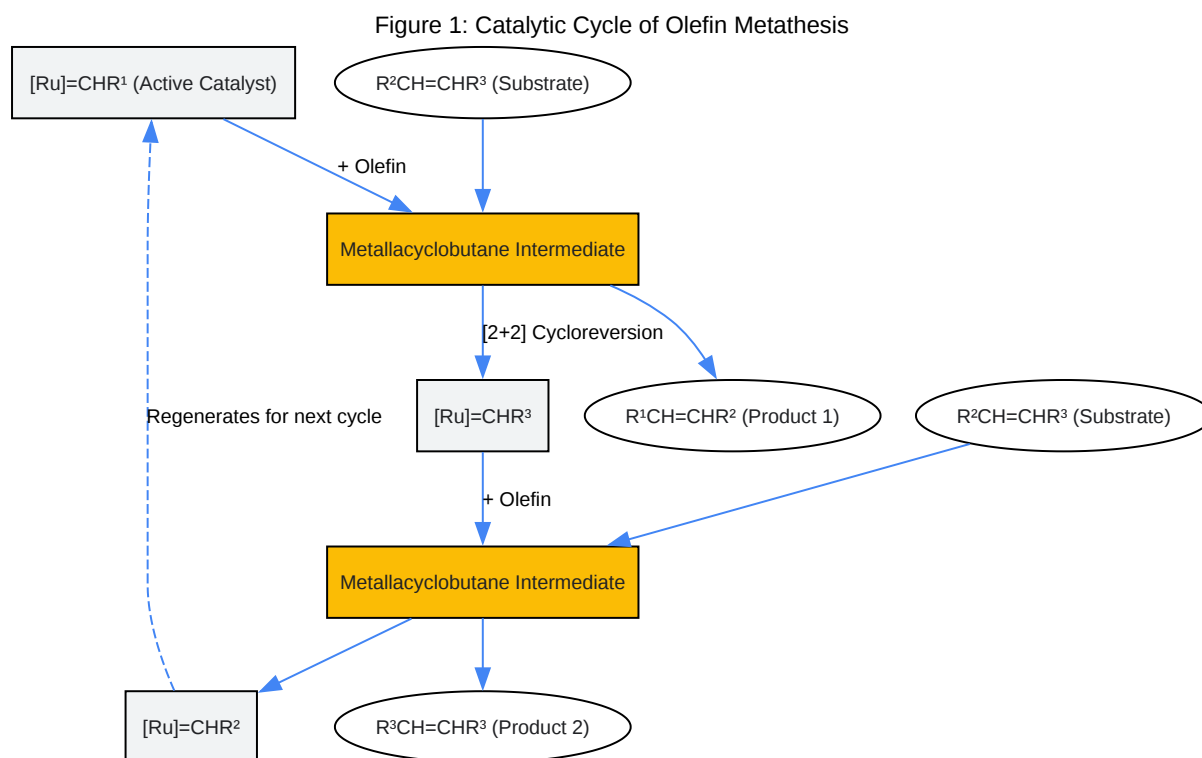 Figure 1: Catalytic Cycle of Olefin Metathesis
[Ru]=CHR¹ (Active Catalyst)
R²CH=CHR³ (Substrate)
+ Olefin
Metallacyclobutane Intermediate
[2+2] Cycloreversion
Regenerates for next cycle
[Ru]=CHR³
R¹CH=CHR² (Product 1)
R²CH=CHR³ (Substrate)
+ Olefin
Metallacyclobutane Intermediate
[Ru]=CHR²
R³CH=CHR³ (Product 2)